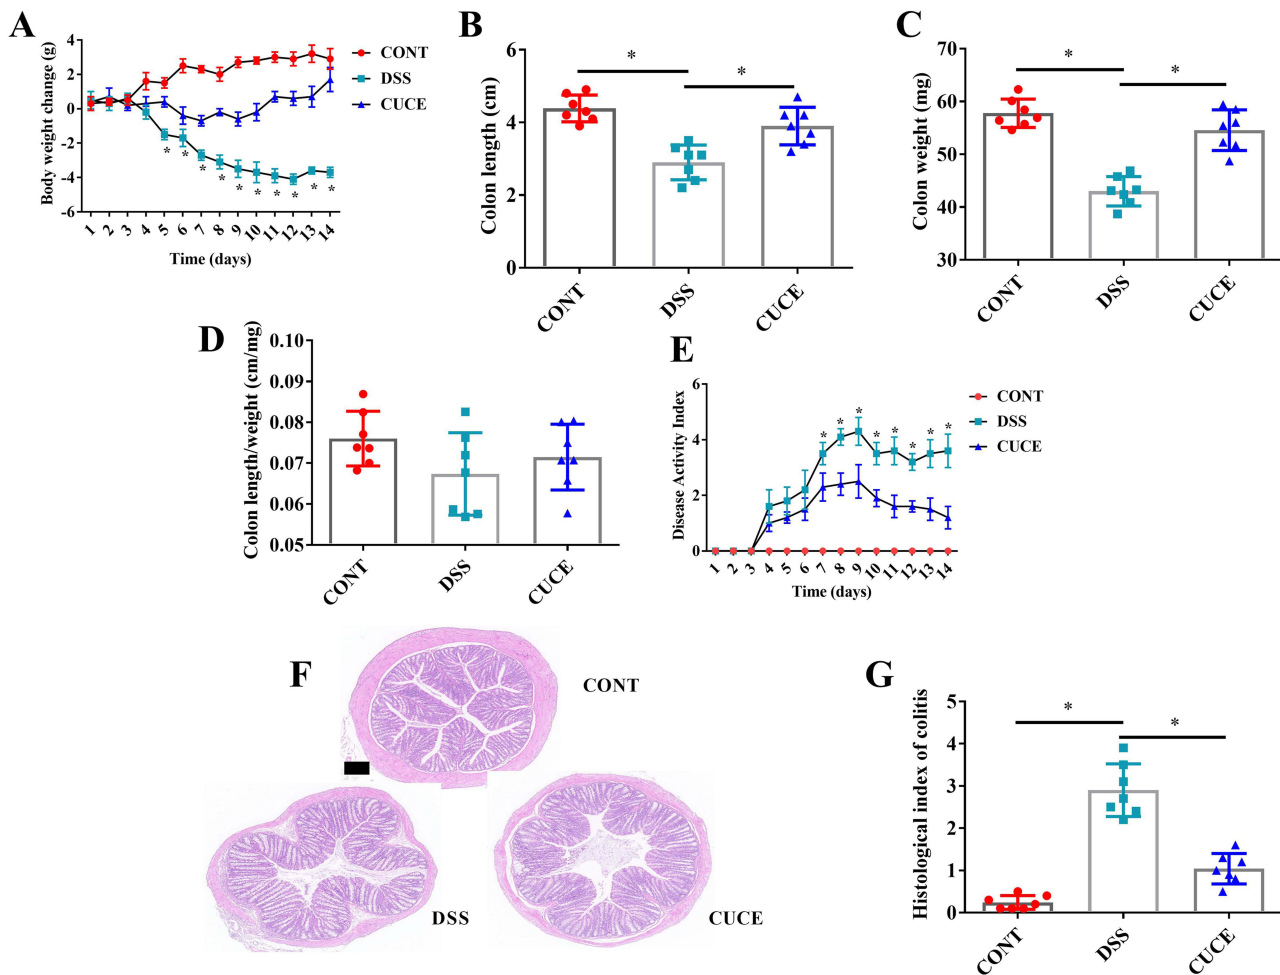 A
Body weight change (g)
4
2
0
-2
-4
-6
* * * * * * * * * *
1 2 3 4 5 6 7 8 9 10 11 12 13 14
Time (days)
CONT
DSS
CUCE
B
Colon length (cm)
6
4
2
0
*
*
CONT
DSS
CUCE
C
Colon weight (mg)
70
60
50
40
30
*
*
CONT
DSS
CUCE
D
Colon length/weight (cm/mg)
0.10
0.09
0.08
0.07
0.06
0.05
CONT
DSS
CUCE
E
Disease Activity Index
6
4
2
0
* * * * * * * *
1 2 3 4 5 6 7 8 9 10 11 12 13 14
Time (days)
CONT
DSS
CUCE
F
CONT
DSS
CUCE
G
Histological index of colitis
5
4
3
2
1
0
*
*
CONT
DSS
CUCE